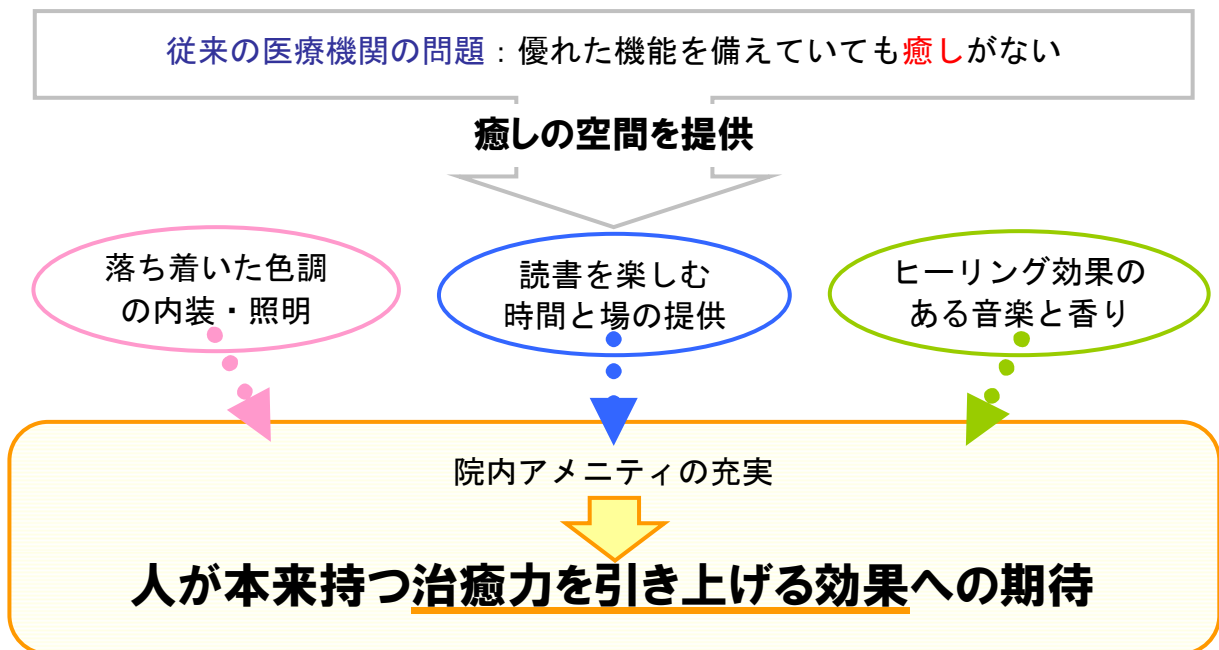 従来の医療機関の問題：優れた機能を備えていても癒しがない
癒しの空間を提供
落ち着いた色調
の内装・照明
読書を楽しむ
時間と場の提供
ヒーリング効果の
ある音楽と香り
院内アメニティの充実
人が本来持つ治癒力を引き上げる効果への期待